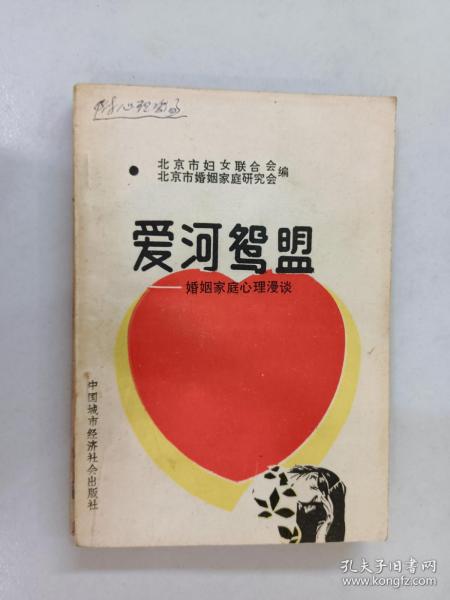 北京市妇女联合会
北京市婚姻家庭研究会 编
爱河鸳盟
——婚姻家庭心理漫谈
中国城市经济社会出版社
孔夫子旧书网
www.kongfz.com